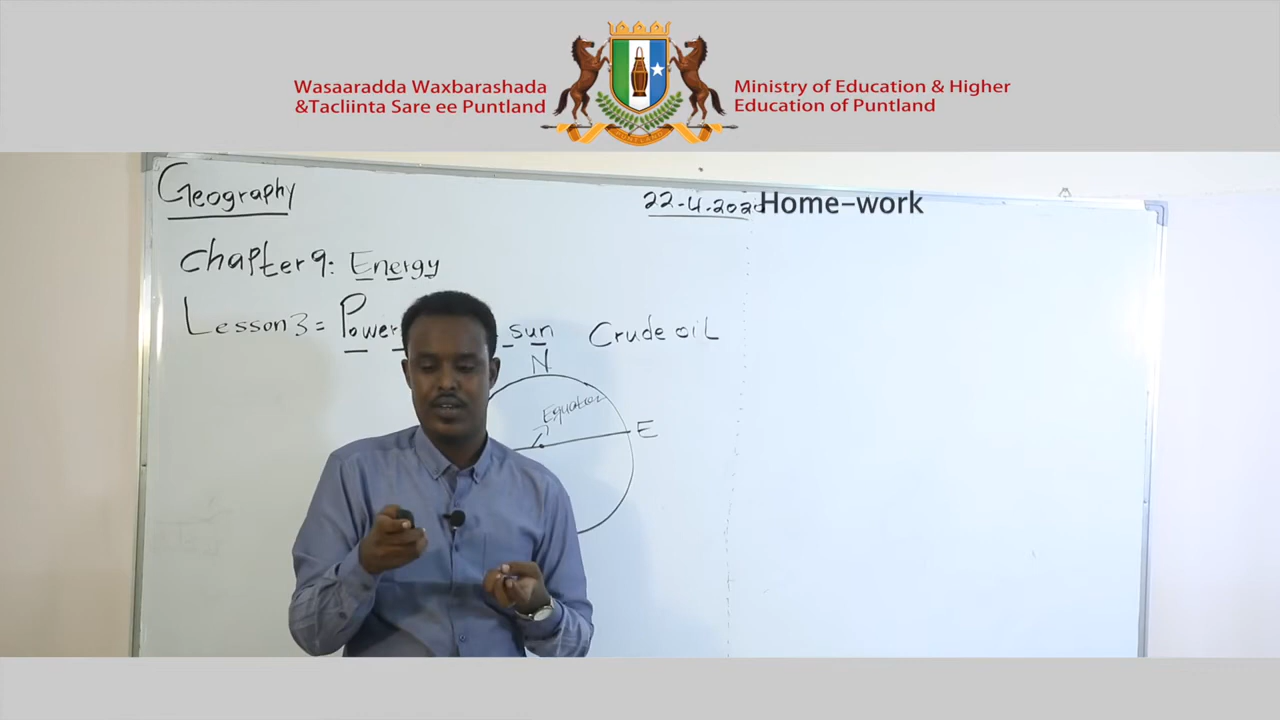 Wasaaradda Waxbarashada
&Tacliinta Sare ee Puntland
Ministry of Education & Higher
Education of Puntland
PUNTLAND
Geography
22-4-202
Home-work
Chapter 9: Energy
Lesson 3 = Power sun
Crude oil
N
Equator
E